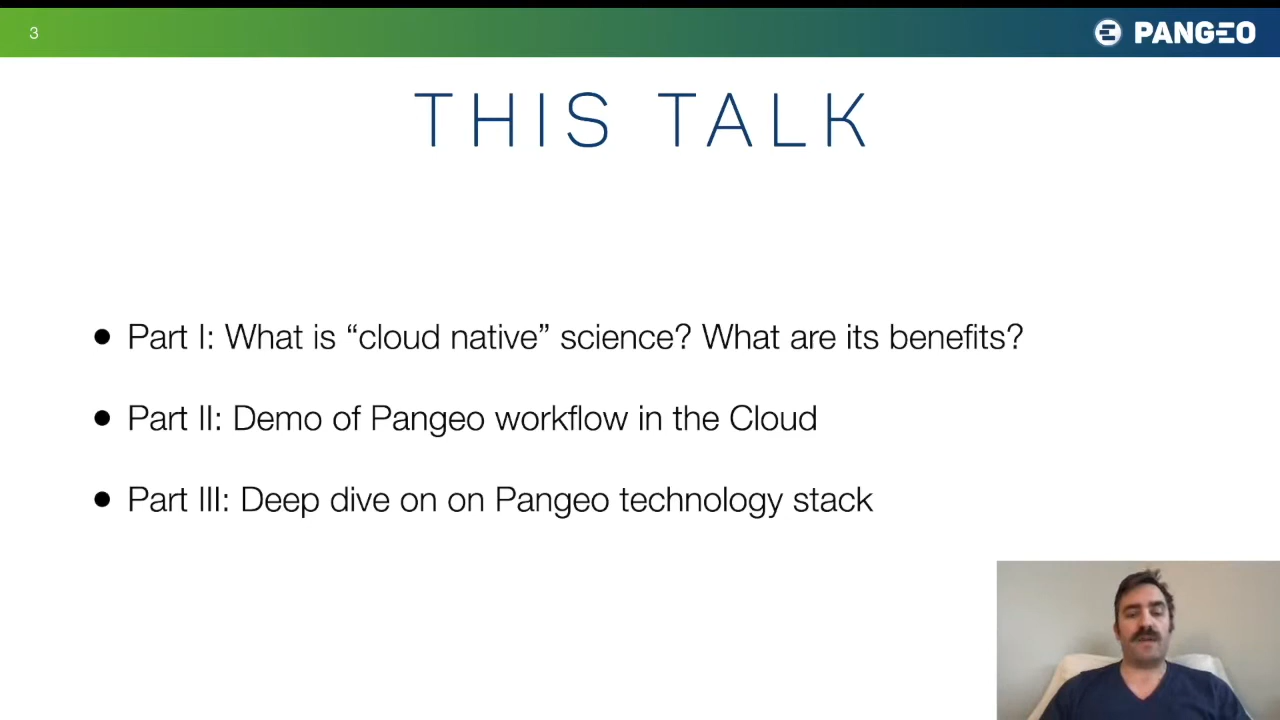 3
PANGEO
THIS TALK
● Part I: What is “cloud native” science? What are its benefits?
● Part II: Demo of Pangeo workflow in the Cloud
● Part III: Deep dive on on Pangeo technology stack